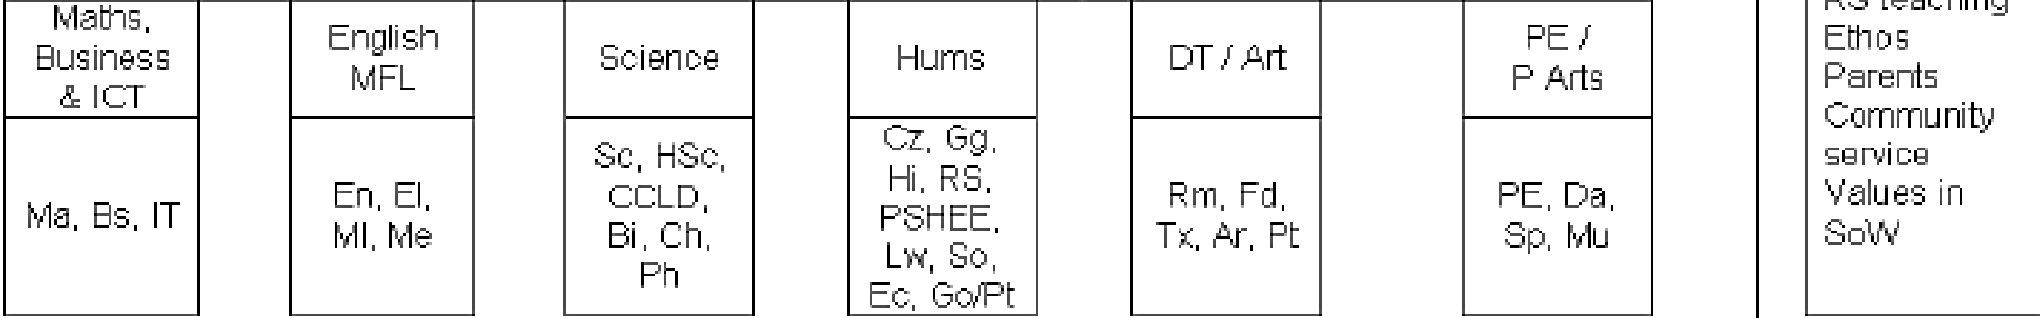 Maths,
Business
& ICT
Ma, Bs, IT
English
MFL
En, El,
Ml, Me
Science
Sc, HSc,
CCLD,
Bi, Ch,
Ph
Hums
Cz, Gg,
Hi, RS,
PSHEE,
Lw, So,
Ec, Go/Pt
DT / Art
Rm, Fd,
Tx, Ar, Pt
PE /
P Arts
PE, Da,
Sp, Mu
RS teaching
Ethos
Parents
Community
service
Values in
SoW